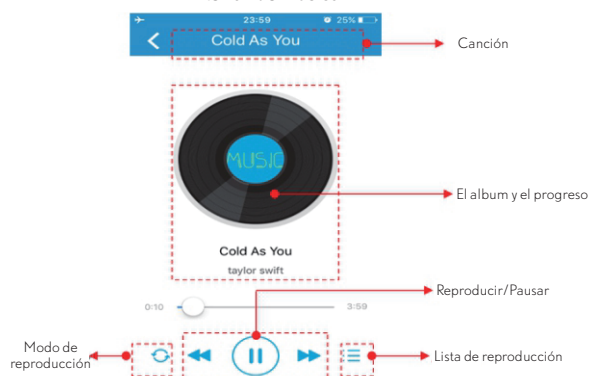 23:59
25%
Cold As You
Canción
MUSIC
El album y el progreso
Cold As You
taylor swift
Reproducir/Pausar
0:10
3:59
Modo de
reproducción
Lista de reproducción